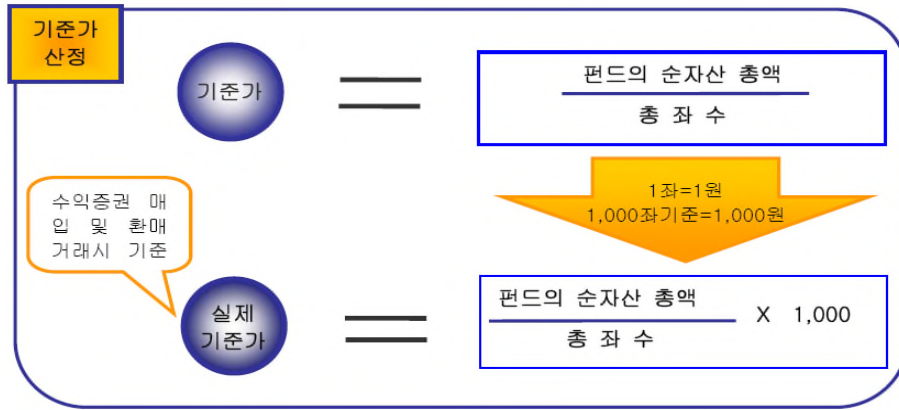 기준가
산정
기준가
펀드의 순자산 총액
총 좌 수
1좌=1원
1,000좌기준=1,000원
수익증권 매
입 및 환매
거래시 기준
실제
기준가
펀드의 순자산 총액
총 좌 수
X 1,000